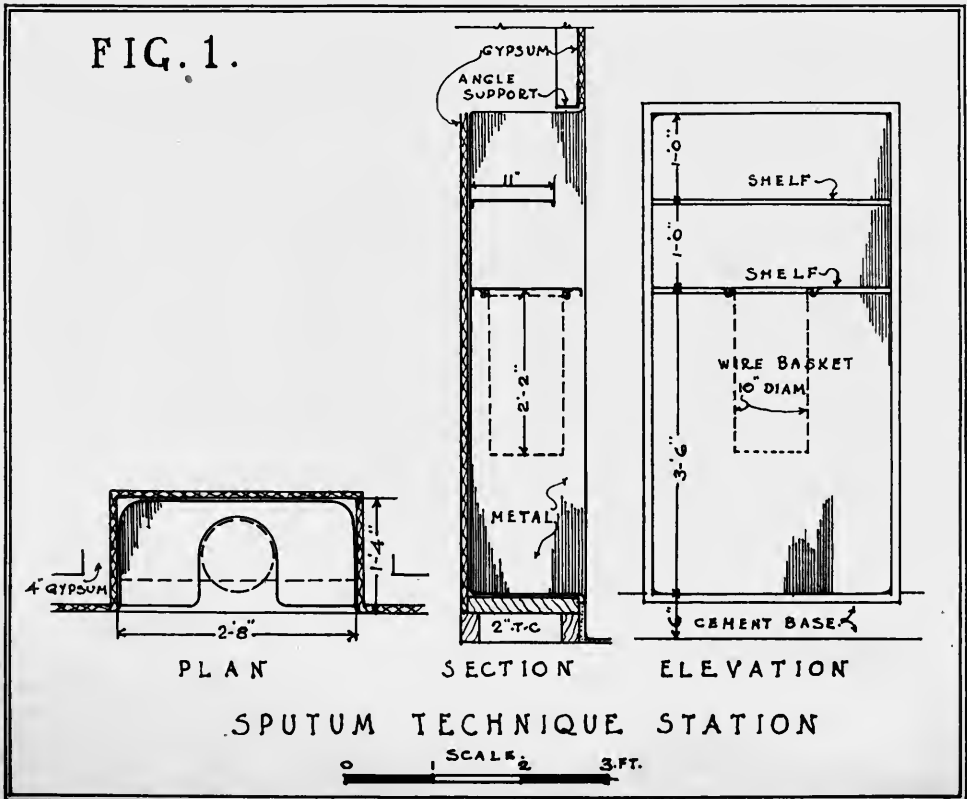 FIG. 1.
GYPSUM
ANGLE
SUPPORT
11"
2'-2"
METAL
2" T.C
1'-0"
SHELF
1'-0"
SHELF
WIRE BASKET
10" DIAM.
3'-6"
6"
CEMENT BASE
4" GYPSUM
1'-4"
2'-8"
PLAN
SECTION
ELEVATION
SPUTUM TECHNIQUE STATION
SCALE.
0 1 2 3.FT.